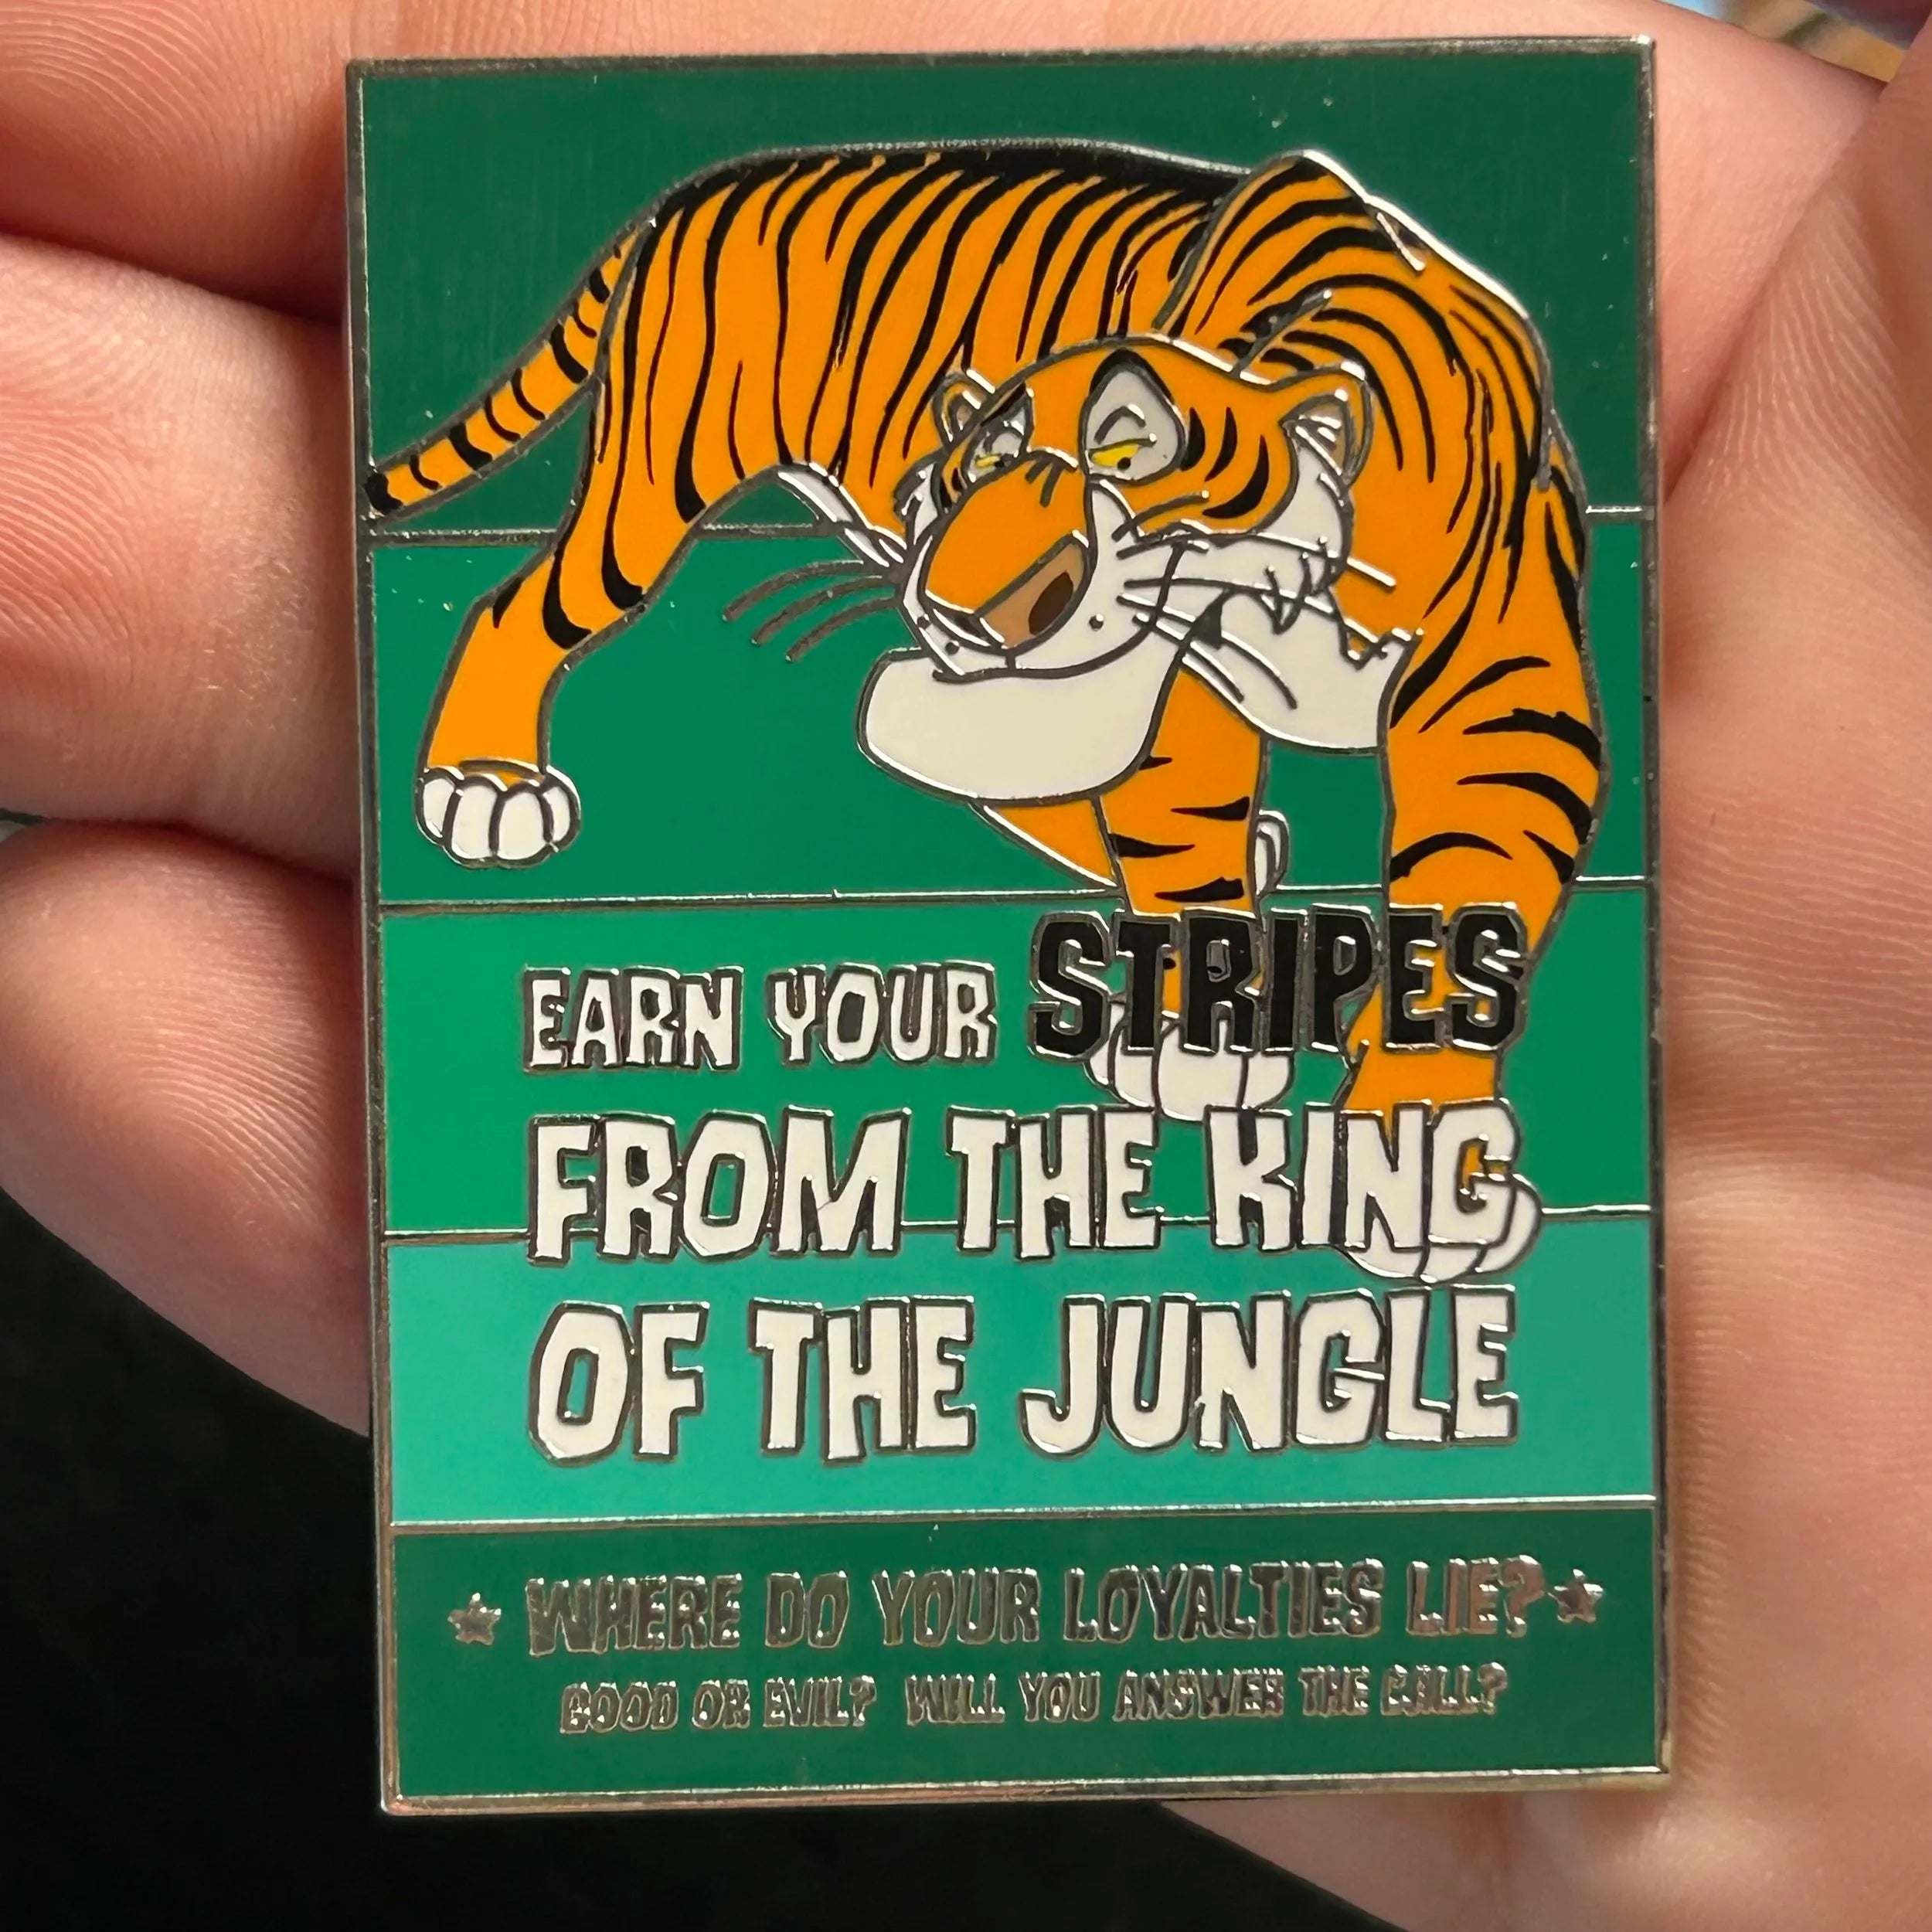 EARN YOUR STRIPES
FROM THE KING
OF THE JUNGLE
★ WHERE DO YOUR LOYALTIES LIE? ★
GOOD OR EVIL? WILL YOU ANSWER THE CALL?